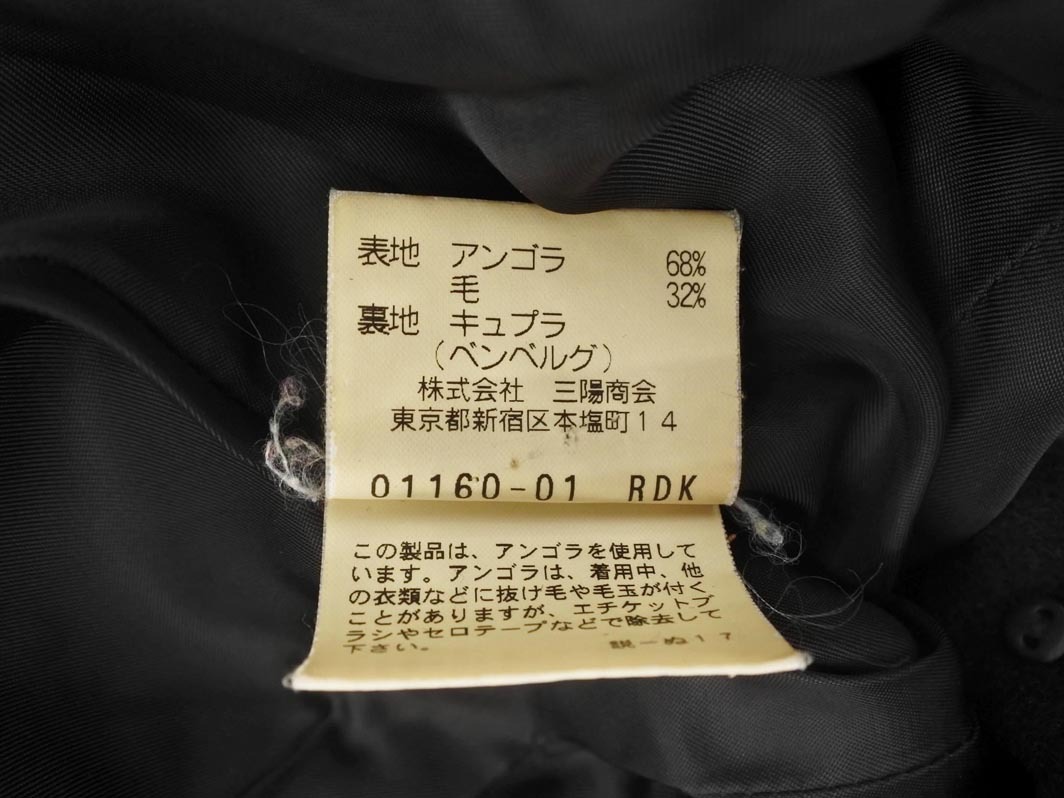 表地 アンゴラ 68%
毛 32%
裏地 キュプラ
(ベンベルグ)
株式会社 三陽商会
東京都新宿区本塩町14
01160-01 RDK
この製品は、アンゴラを使用して
います。アンゴラは、着用中、他
の衣類などに抜け毛や毛玉が付く
ことがありますが、エチケットブ
ラシやセロテープなどで除去して
下さい。 説ーぬ17